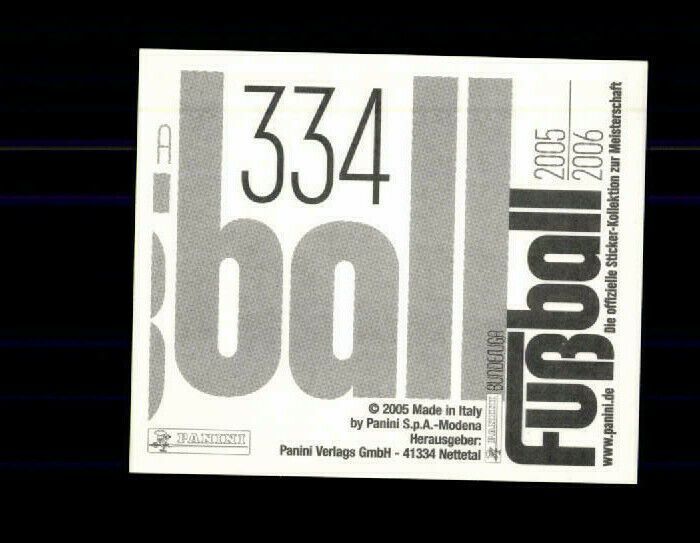 334
ball
PANINI
© 2005 Made in Italy
by Panini S.p.A.-Modena
Herausgeber:
Panini Verlags GmbH - 41334 Nettetal
PANINI
BUNDESLIGA
Fußball
2005
2006
www.panini.de Die offizielle Sticker-Kollektion zur Meisterschaft